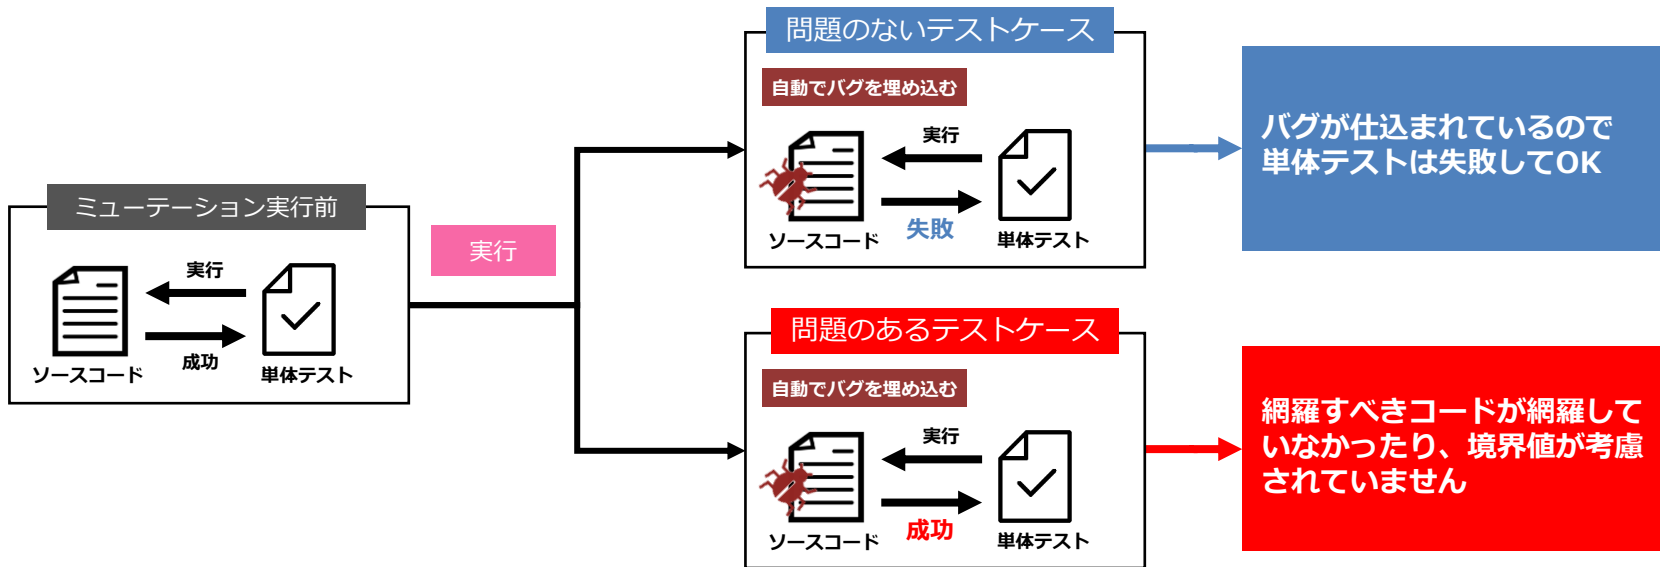 ミューテーション実行前
実行
成功
ソースコード
単体テスト
実行
問題のないテストケース
自動でバグを埋め込む
実行
失敗
ソースコード
単体テスト
バグが仕込まれているので
単体テストは失敗してOK
問題のあるテストケース
自動でバグを埋め込む
実行
成功
ソースコード
単体テスト
網羅すべきコードが網羅して
いなかったり、境界値が考慮
されていません